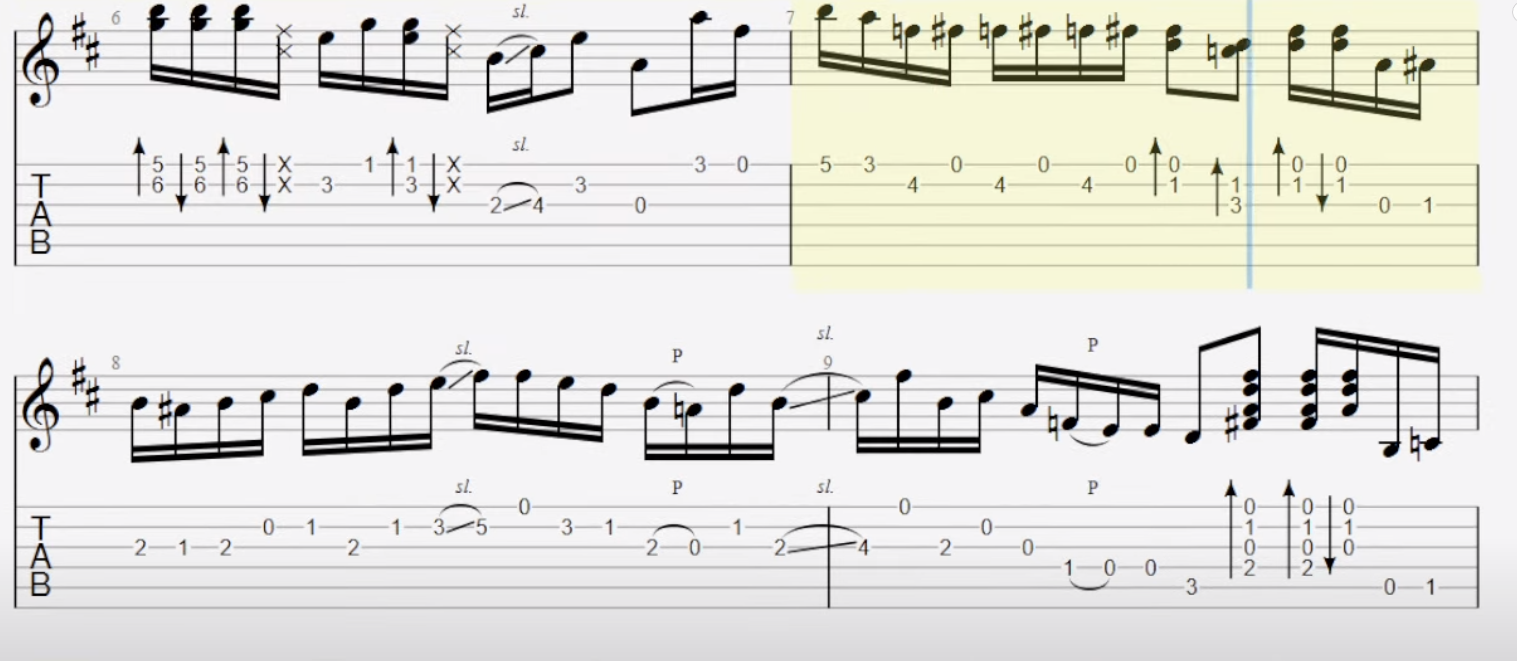 sl.
6 7
sl.
5 5 5 X 1 1 X 3 0 5 3 0 0 0 0 0 0
T 6 6 6 X 3 3 X 3 4 4 4 1 1 1 1
A 2 4 0 3 0 1
B
sl. P sl. P
8 9
sl. P sl. P
0 0 0 0 0
T 0 1 1 3 5 3 1 1 0 1 1 1
A 2 1 2 2 2 0 2 4 2 0 0 0 0
1 0 0 2 2
B 3 0 1